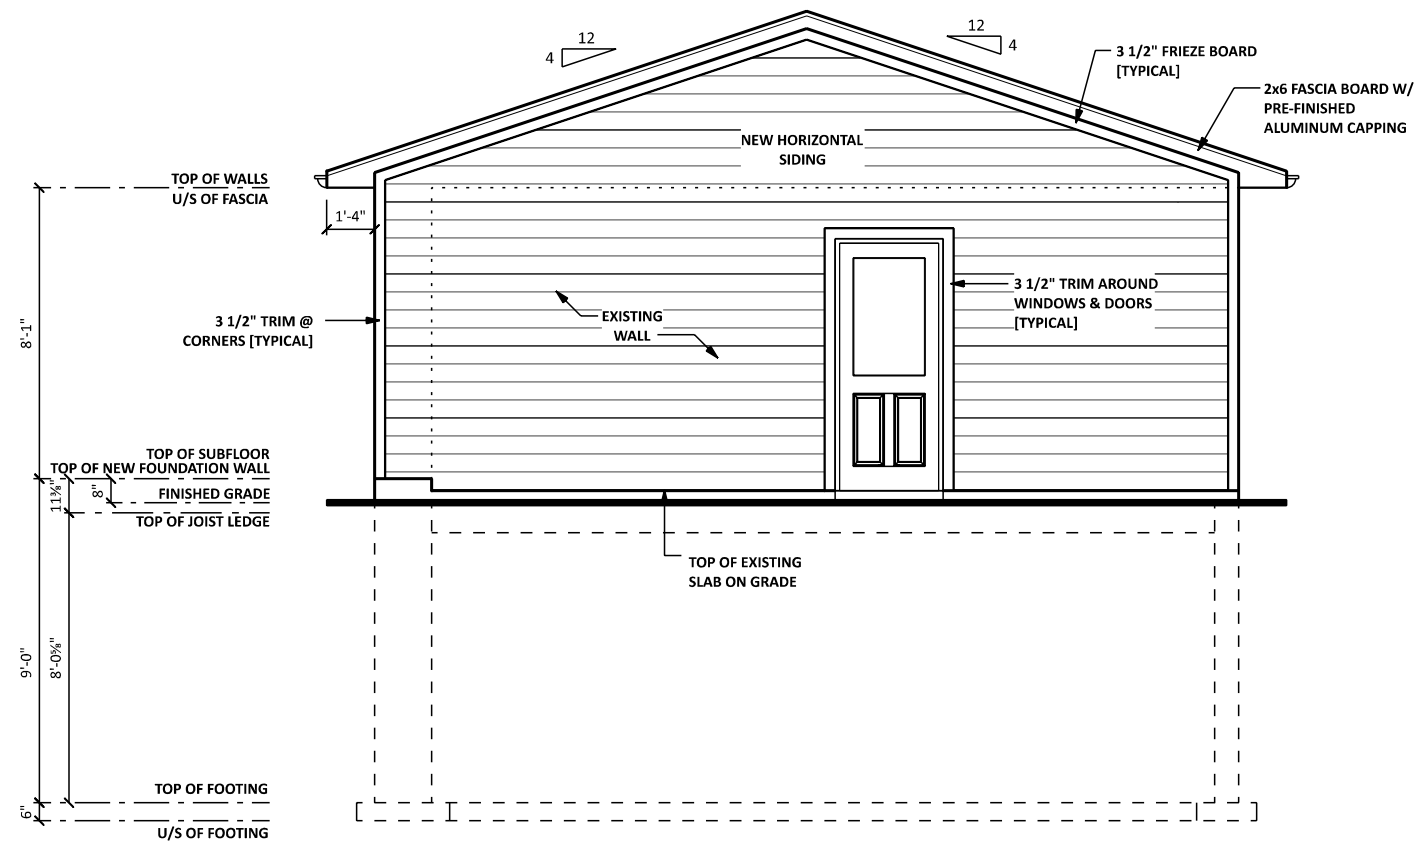 12
4
12
4
3 1/2" FRIEZE BOARD
[TYPICAL]
2x6 FASCIA BOARD W/
PRE-FINISHED
ALUMINUM CAPPING
NEW HORIZONTAL
SIDING
TOP OF WALLS
U/S OF FASCIA
1'-4"
3 1/2" TRIM AROUND
WINDOWS & DOORS
[TYPICAL]
EXISTING
WALL
3 1/2" TRIM @
CORNERS [TYPICAL]
8'-1"
TOP OF SUBFLOOR
TOP OF NEW FOUNDATION WALL
11⅜"
8"
FINISHED GRADE
TOP OF JOIST LEDGE
TOP OF EXISTING
SLAB ON GRADE
9'-0"
8'-0⅝"
TOP OF FOOTING
6"
U/S OF FOOTING